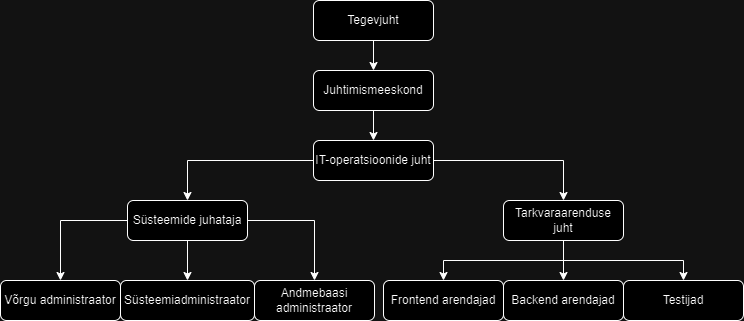 Tegevjuht
Juhtimismeeskond
IT-operatsioonide juht
Süsteemide juhataja
Tarkvaraarenduse
juht
Võrgu administraator
Süsteemiadministraator
Andmebaasi
administraator
Frontend arendajad
Backend arendajad
Testijad